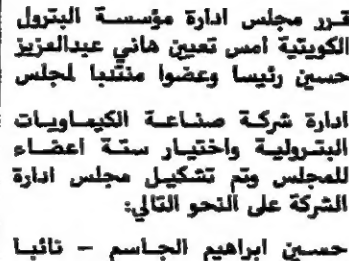 قرر مجلس ادارة مؤسسة البترول
الكويتية امس تعيين هاني عبدالعزيز
حسين رئيسا وعضوا منتدبا لمجلس
ادارة شركة صناعة الكيماويات
البترولية واختيار ستة اعضاء
للمجلس وتم تشكيل مجلس ادارة
الشركة على النحو التالي:
حسين ابراهيم الجاسم – نائبا